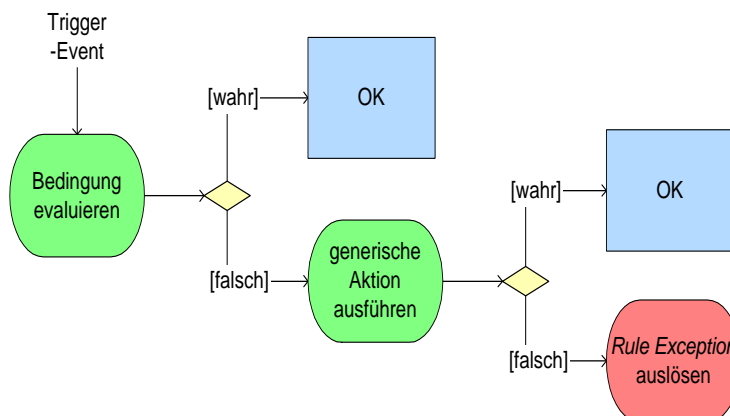 Trigger
-Event
[wahr]
OK
Bedingung
evaluieren
[wahr]
OK
[falsch]
generische
Aktion
ausführen
[falsch]
Rule Exception
auslösen